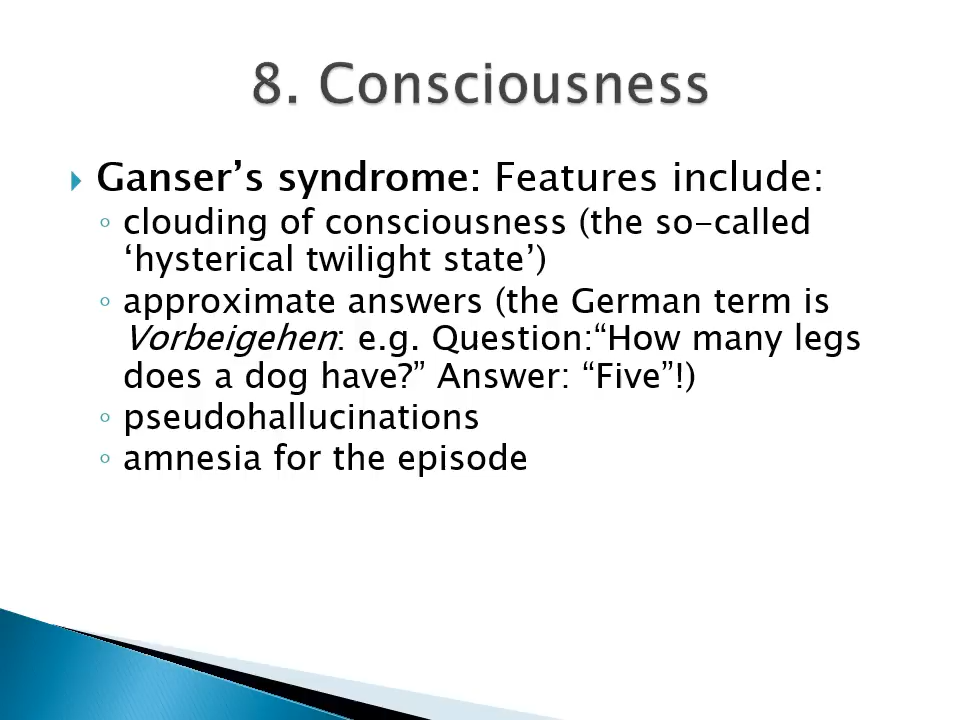 8. Consciousness
Ganser’s syndrome: Features include:
clouding of consciousness (the so-called
‘hysterical twilight state’)
approximate answers (the German term is
Vorbeigehen: e.g. Question:“How many legs
does a dog have?” Answer: “Five”!)
pseudohallucinations
amnesia for the episode